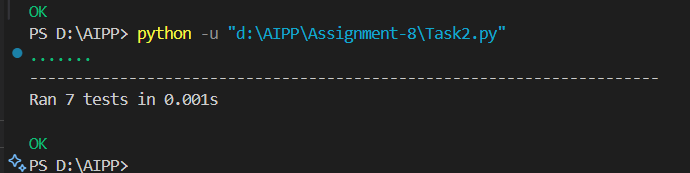 OK
PS D:\AIPP> python -u "d:\AIPP\Assignment-8\Task2.py"
.......
----------------------------------------------------------------------
Ran 7 tests in 0.001s
OK
PS D:\AIPP>